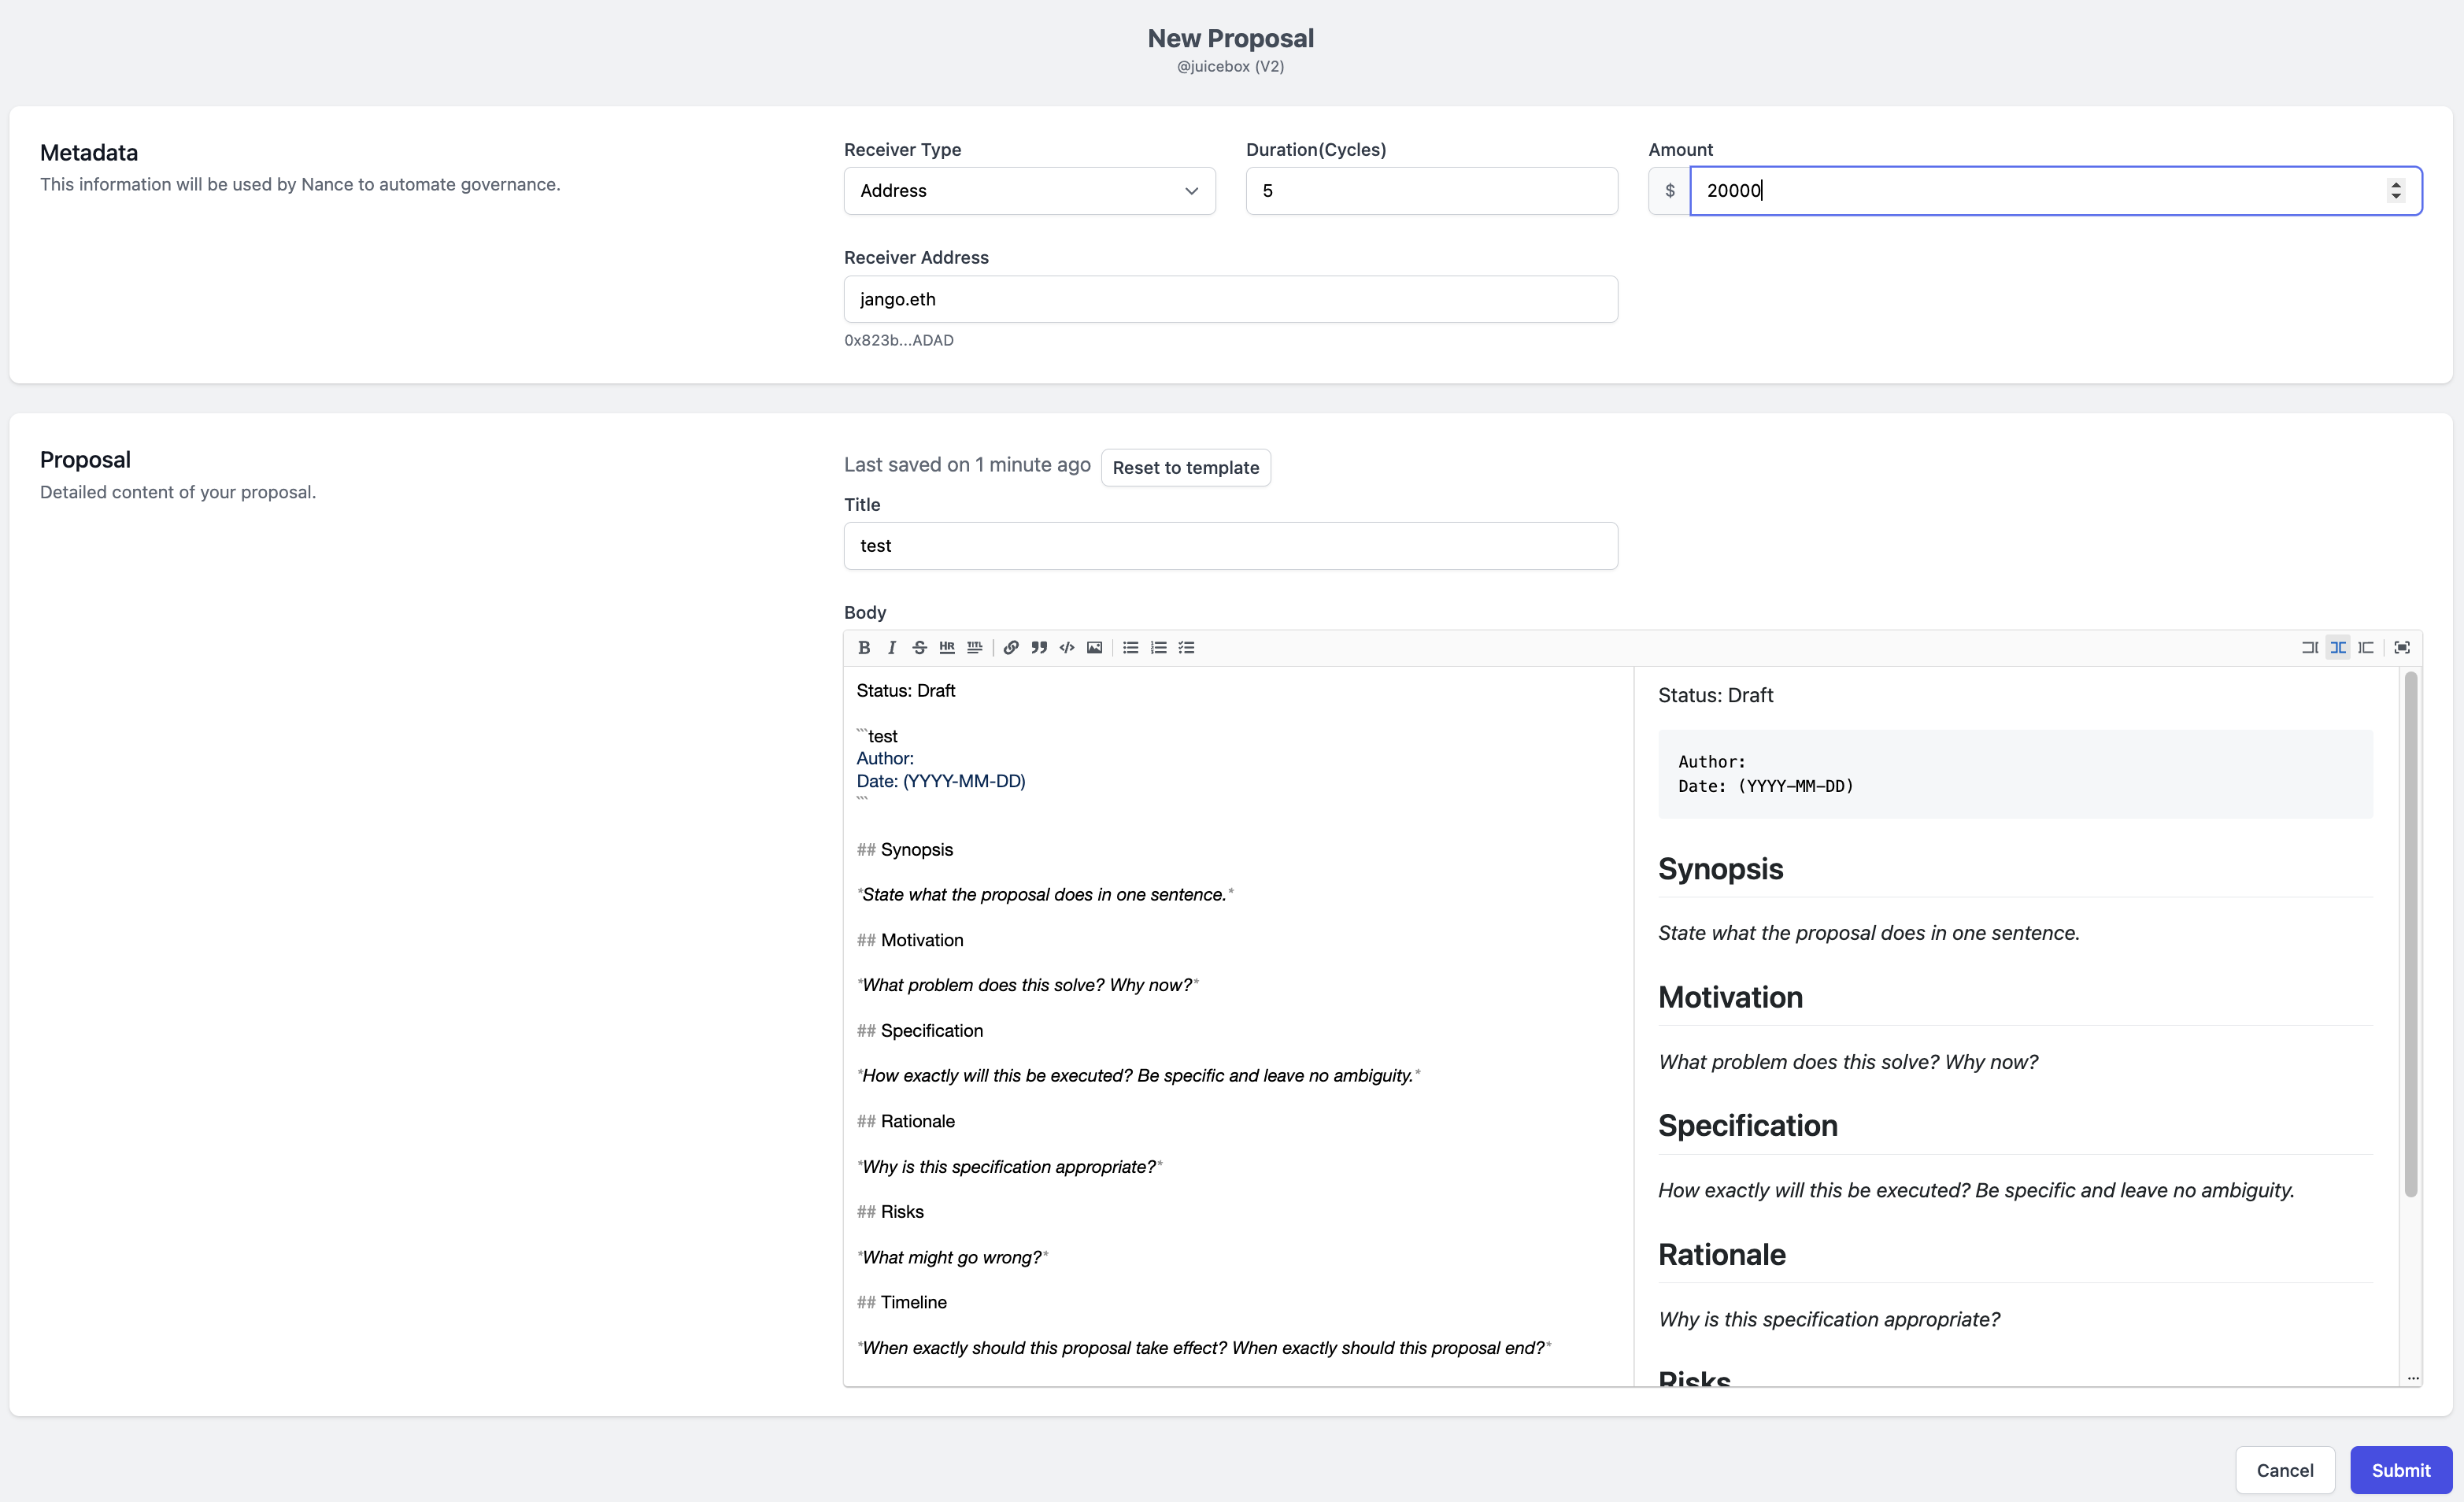 New Proposal
@juicebox (V2)
Metadata
This information will be used by Nance to automate governance.
Receiver Type
Duration(Cycles)
Amount
Address
5
$
20000
Receiver Address
jango.eth
0x823b...ADAD
Proposal
Detailed content of your proposal.
Last saved on 1 minute ago
Reset to template
Title
test
Body
B I S HR TITL
Status: Draft
```test
Author:
Date: (YYYY-MM-DD)
```
## Synopsis
*State what the proposal does in one sentence.*
## Motivation
*What problem does this solve? Why now?*
## Specification
*How exactly will this be executed? Be specific and leave no ambiguity.*
## Rationale
*Why is this specification appropriate?*
## Risks
*What might go wrong?*
## Timeline
*When exactly should this proposal take effect? When exactly should this proposal end?*
Status: Draft
Author:
Date: (YYYY-MM-DD)
Synopsis
State what the proposal does in one sentence.
Motivation
What problem does this solve? Why now?
Specification
How exactly will this be executed? Be specific and leave no ambiguity.
Rationale
Why is this specification appropriate?
Risks
...
Cancel
Submit